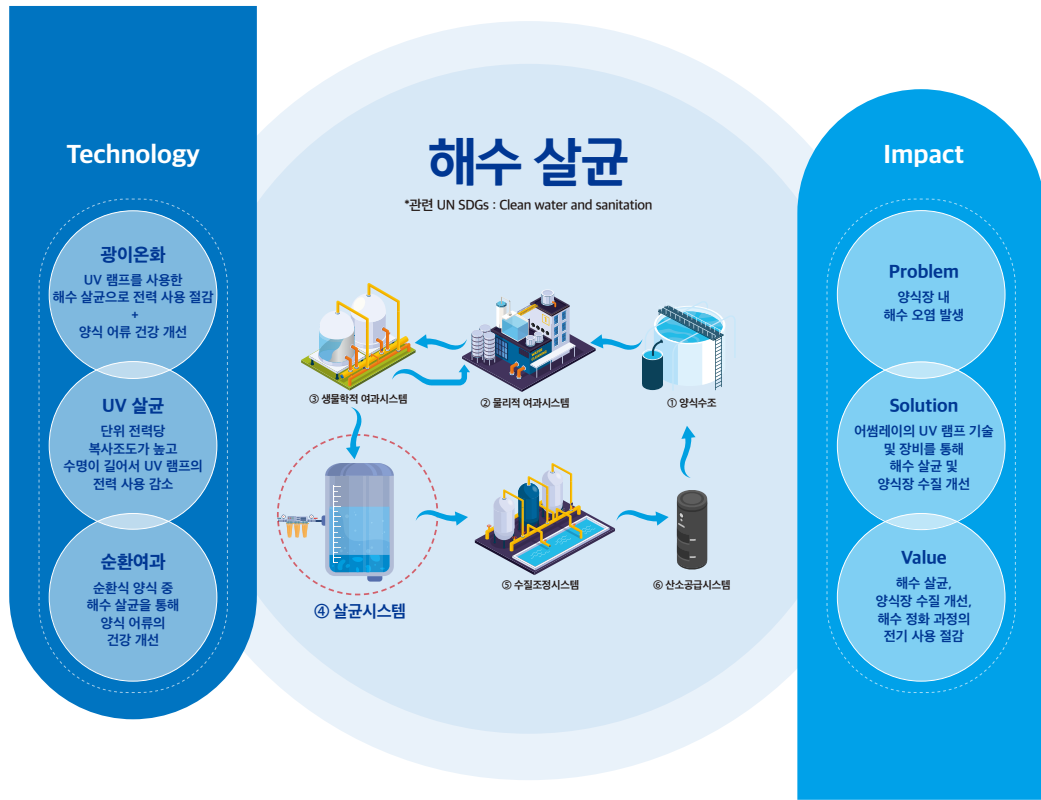 Technology
광이온화
UV 램프를 사용한
해수 살균으로 전력 사용 절감
+
양식 어류 건강 개선
UV 살균
단위 전력당
복사조도가 높고
수명이 길어서 UV 램프의
전력 사용 감소
순환여과
순환식 양식 중
해수 살균을 통해
양식 어류의
건강 개선
해수 살균
*관련 UN SDGs : Clean water and sanitation
③ 생물학적 여과시스템
② 물리적 여과시스템
① 양식수조
④ 살균시스템
⑤ 수질조정시스템
⑥ 산소공급시스템
Impact
Problem
양식장 내
해수 오염 발생
Solution
어썸레이의 UV 램프 기술
및 장비를 통해
해수 살균 및
양식장 수질 개선
Value
해수 살균,
양식장 수질 개선,
해수 정화 과정의
전기 사용 절감